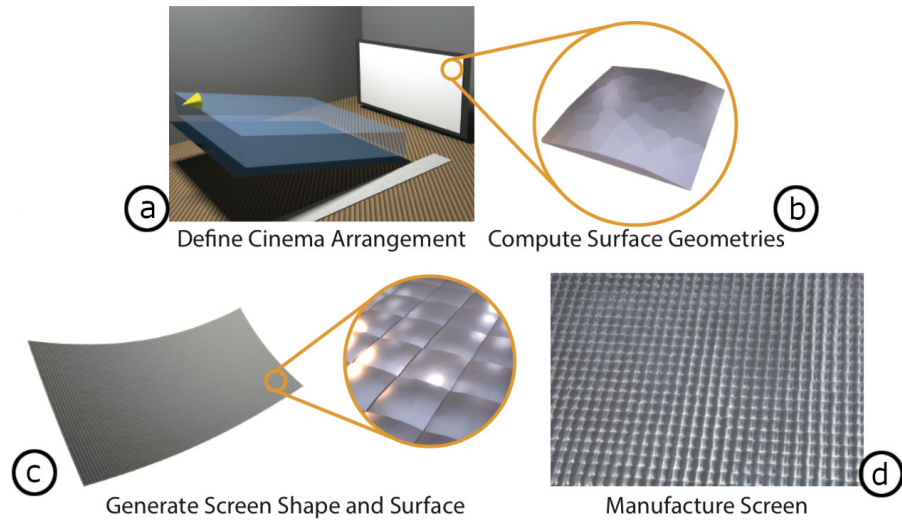 a
b
Define Cinema Arrangement
Compute Surface Geometries
c
d
Generate Screen Shape and Surface
Manufacture Screen